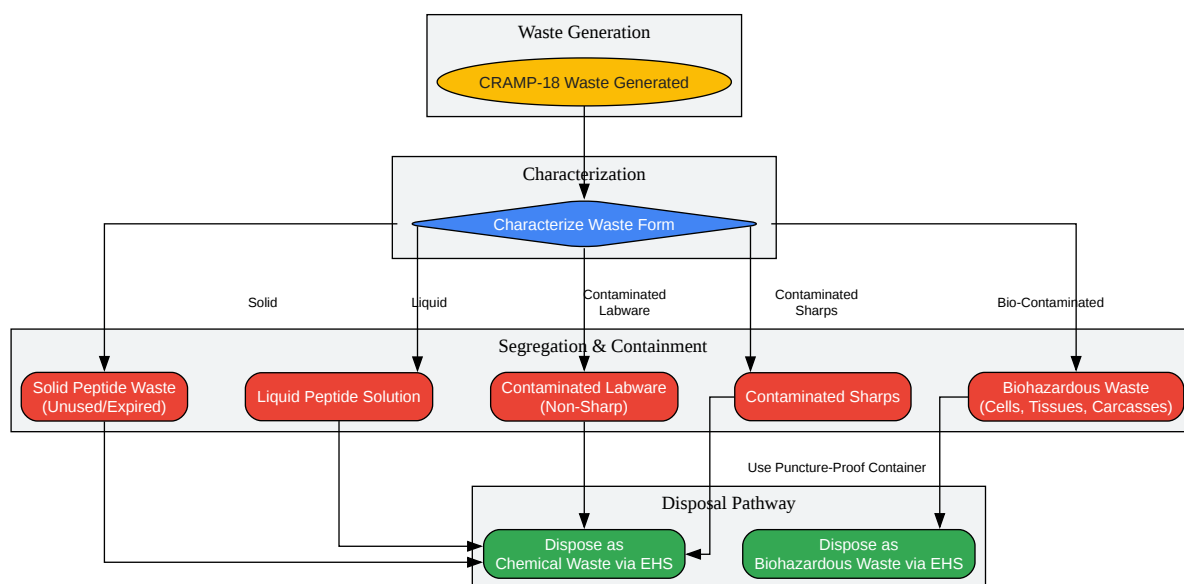 Waste Generation
CRAMP-18 Waste Generated
Characterization
Characterize Waste Form
Solid
Liquid
Contaminated
Labware
Contaminated
Sharps
Bio-Contaminated
Segregation & Containment
Solid Peptide Waste
(Unused/Expired)
Liquid Peptide Solution
Contaminated Labware
(Non-Sharp)
Contaminated Sharps
Biohazardous Waste
(Cells, Tissues, Carcasses)
Use Puncture-Proof Container
Disposal Pathway
Dispose as
Chemical Waste via EHS
Dispose as
Biohazardous Waste via EHS